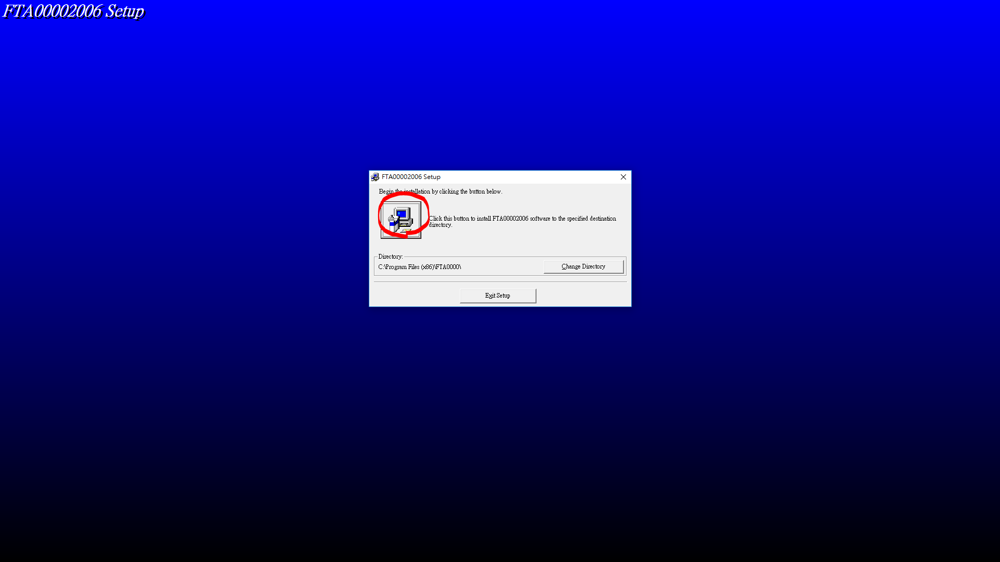 FTA00002006 Setup
FTA00002006 Setup
Begin the installation by clicking the button below.
Click this button to install FTA00002006 software to the specified destination
directory.
Directory:
C:\Program Files (x86)\FTA0000\
Change Directory
Exit Setup